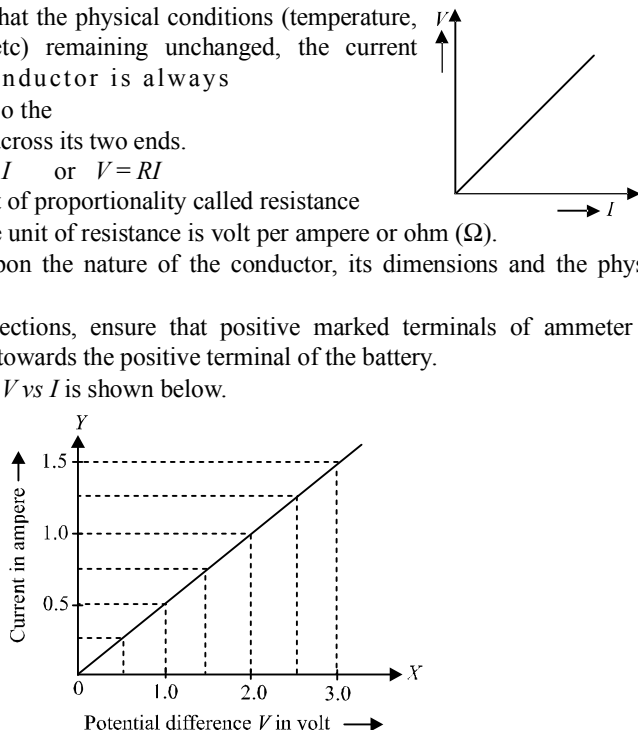 hat the physical conditions (temperature,
etc) remaining unchanged, the current
nductor is always
o the
cross its two ends.
I or V = RI
t of proportionality called resistance
e unit of resistance is volt per ampere or ohm (Ω).
pon the nature of the conductor, its dimensions and the phys
ections, ensure that positive marked terminals of ammeter
towards the positive terminal of the battery.
V vs I is shown below.
V
I
Y
Current in ampere
1.5
1.0
0.5
0
1.0
2.0
3.0
X
Potential difference V in volt